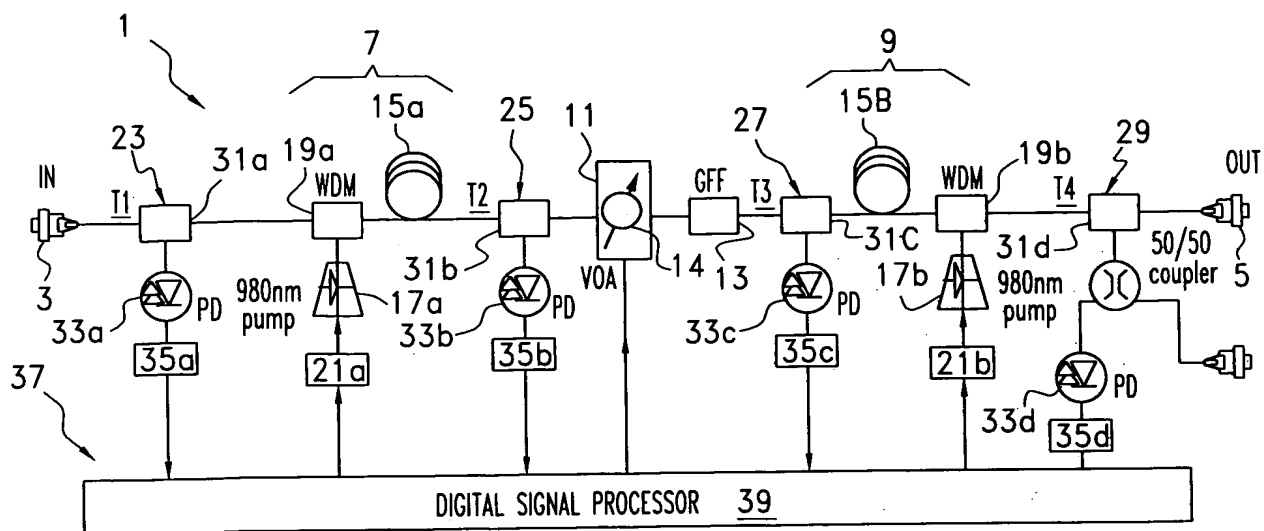 1
7
9
15a
15B
23
25
11
27
29
31a
19a
19b
IN
WDM
T1
T2
GFF
T3
WDM
T4
OUT
3
31b
VOA
14
13
31C
31d
5
50/50
coupler
33a
PD
980nm
pump
17a
33b
PD
33c
PD
17b
980nm
pump
35a
21a
35b
35c
21b
33d
PD
35d
37
DIGITAL SIGNAL PROCESSOR 39